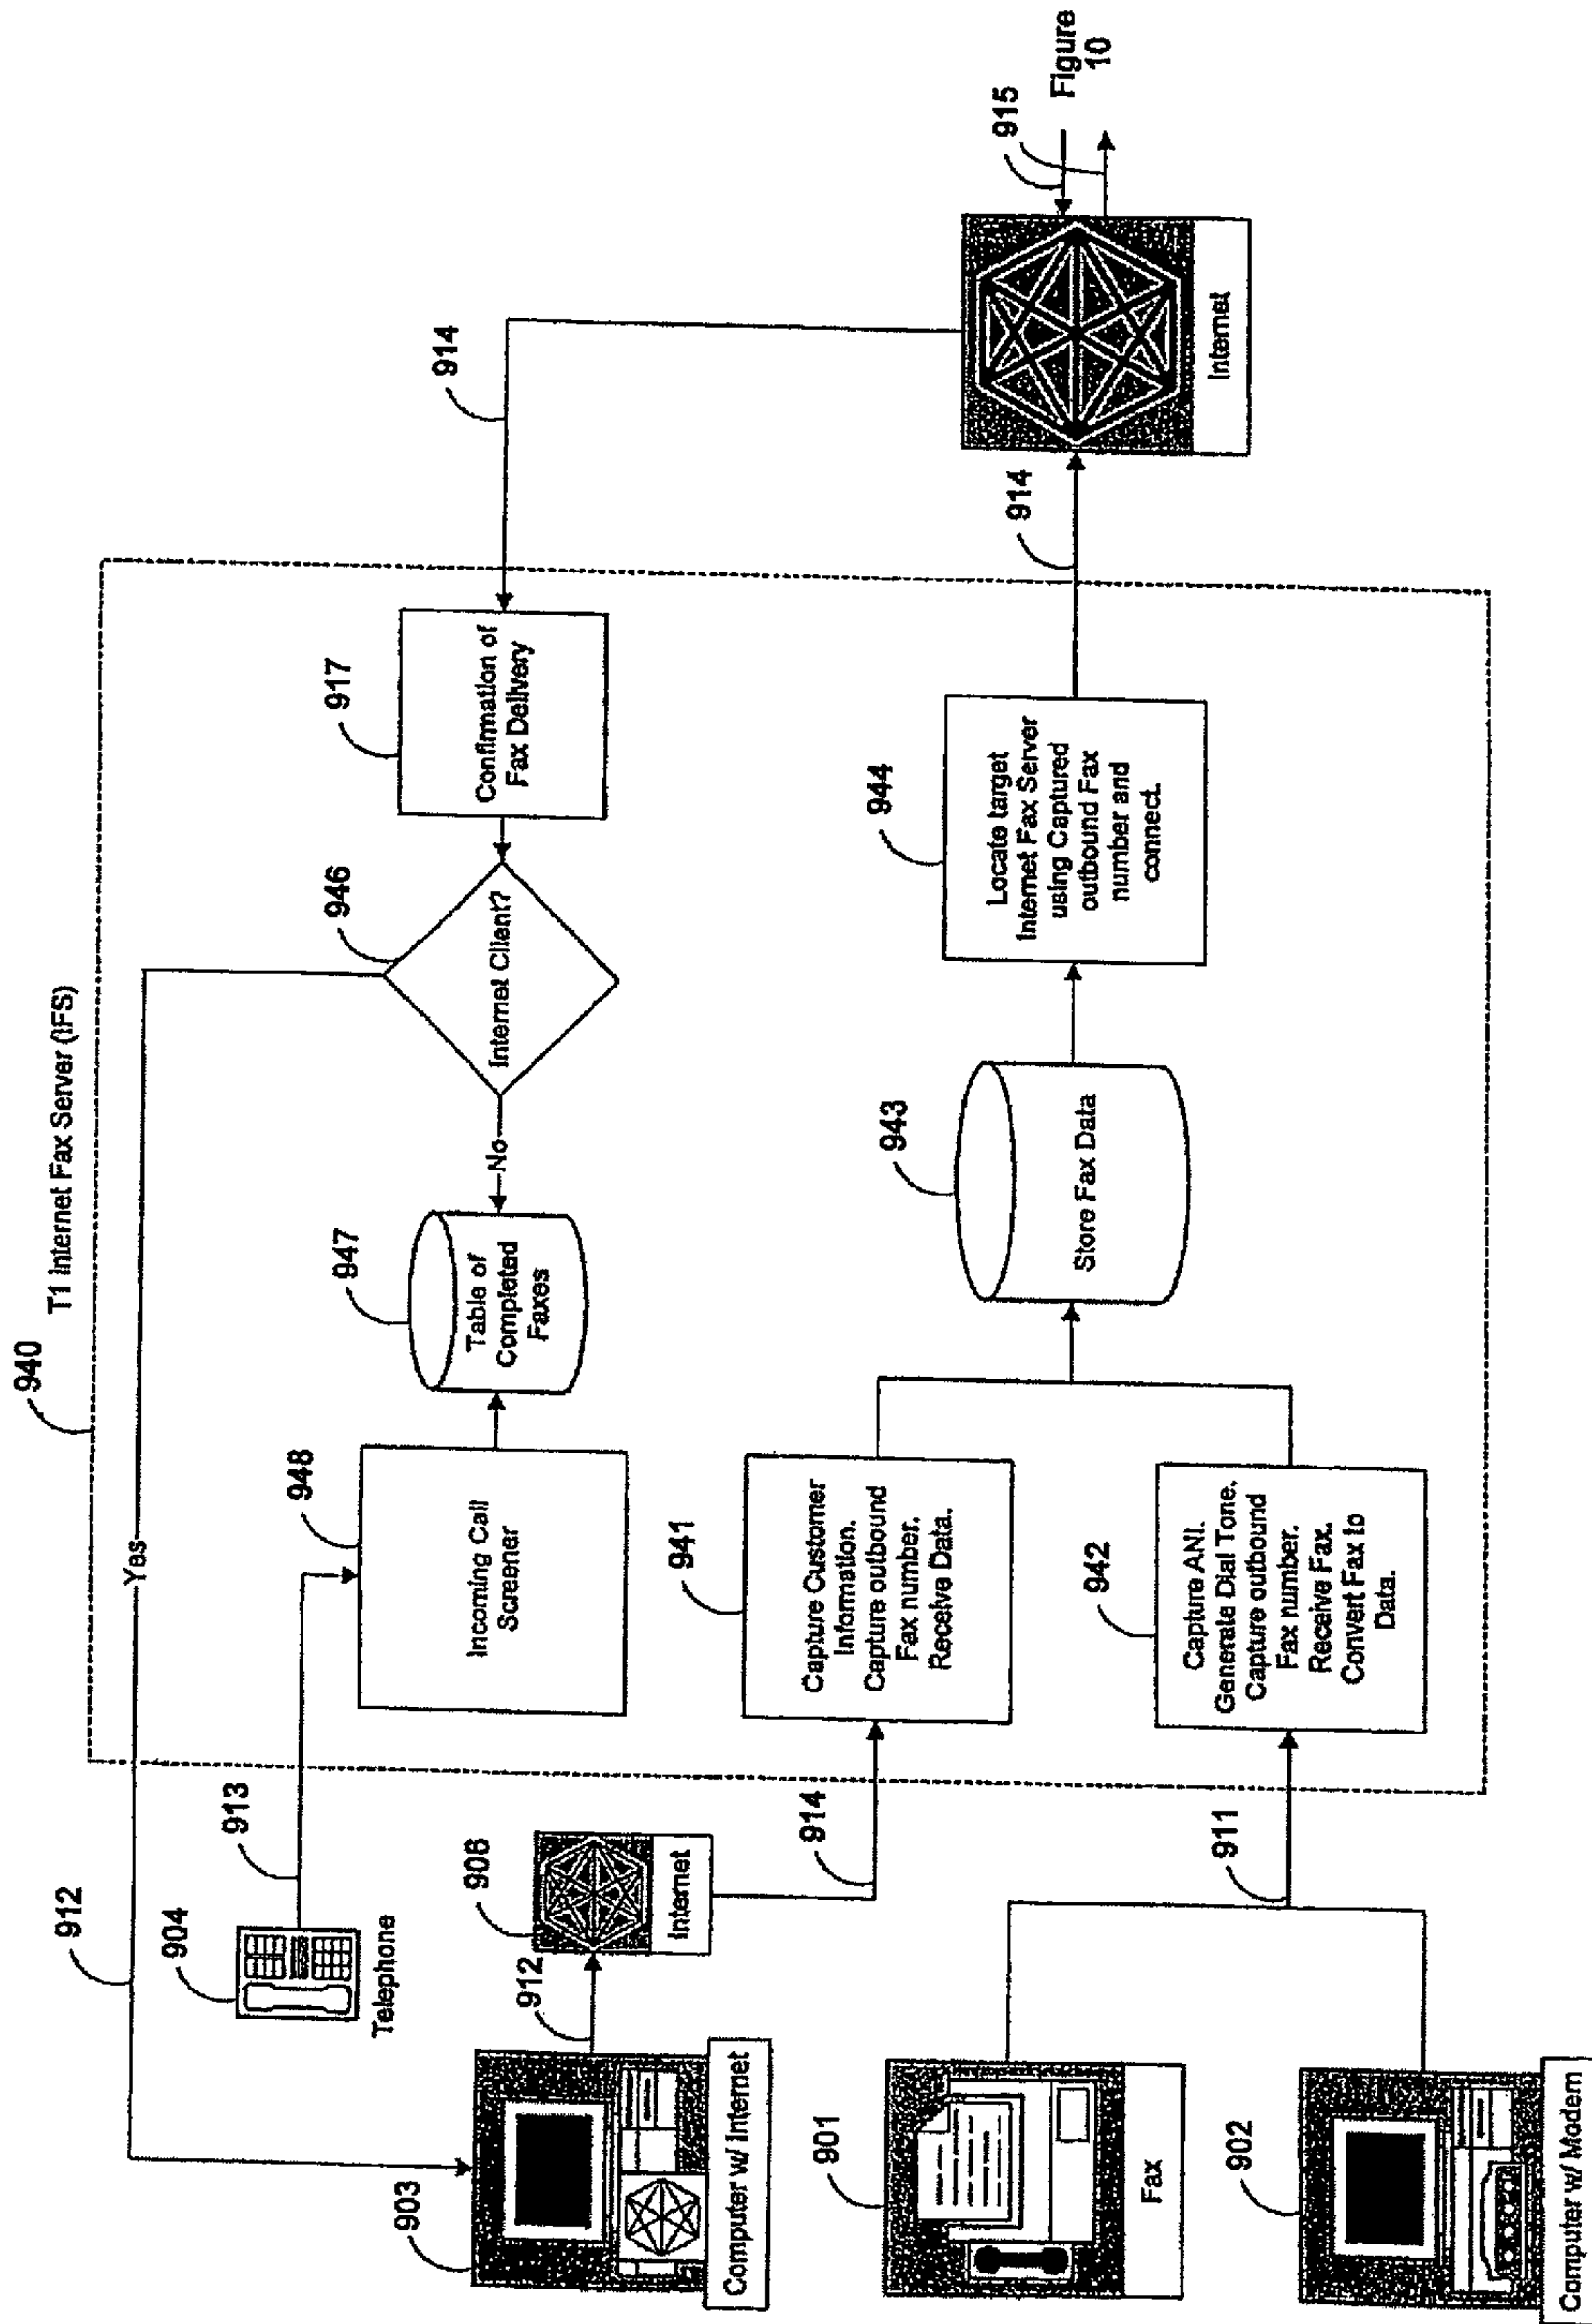 940
T1 Internet Fax Server (IFS)
912
Yes
904
Telephone
913
948
Incoming Call
Screener
947
Table of
Completed
Faxes
No
946
Internet Client?
917
Confirmation of
Fax Delivery
914
903
Computer w/ Internet
912
908
Internet
914
941
Capture Customer
Information.
Capture outbound
Fax number.
Receive Data.
901
Fax
902
Computer w/ Modem
911
942
Capture ANI.
Generate Dial Tone.
Capture outbound
Fax number.
Receive Fax.
Convert Fax to
Data.
943
Store Fax Data
944
Locate target
Internet Fax Server
using Captured
outbound Fax
number and
connect.
914
Internet
915
Figure
10